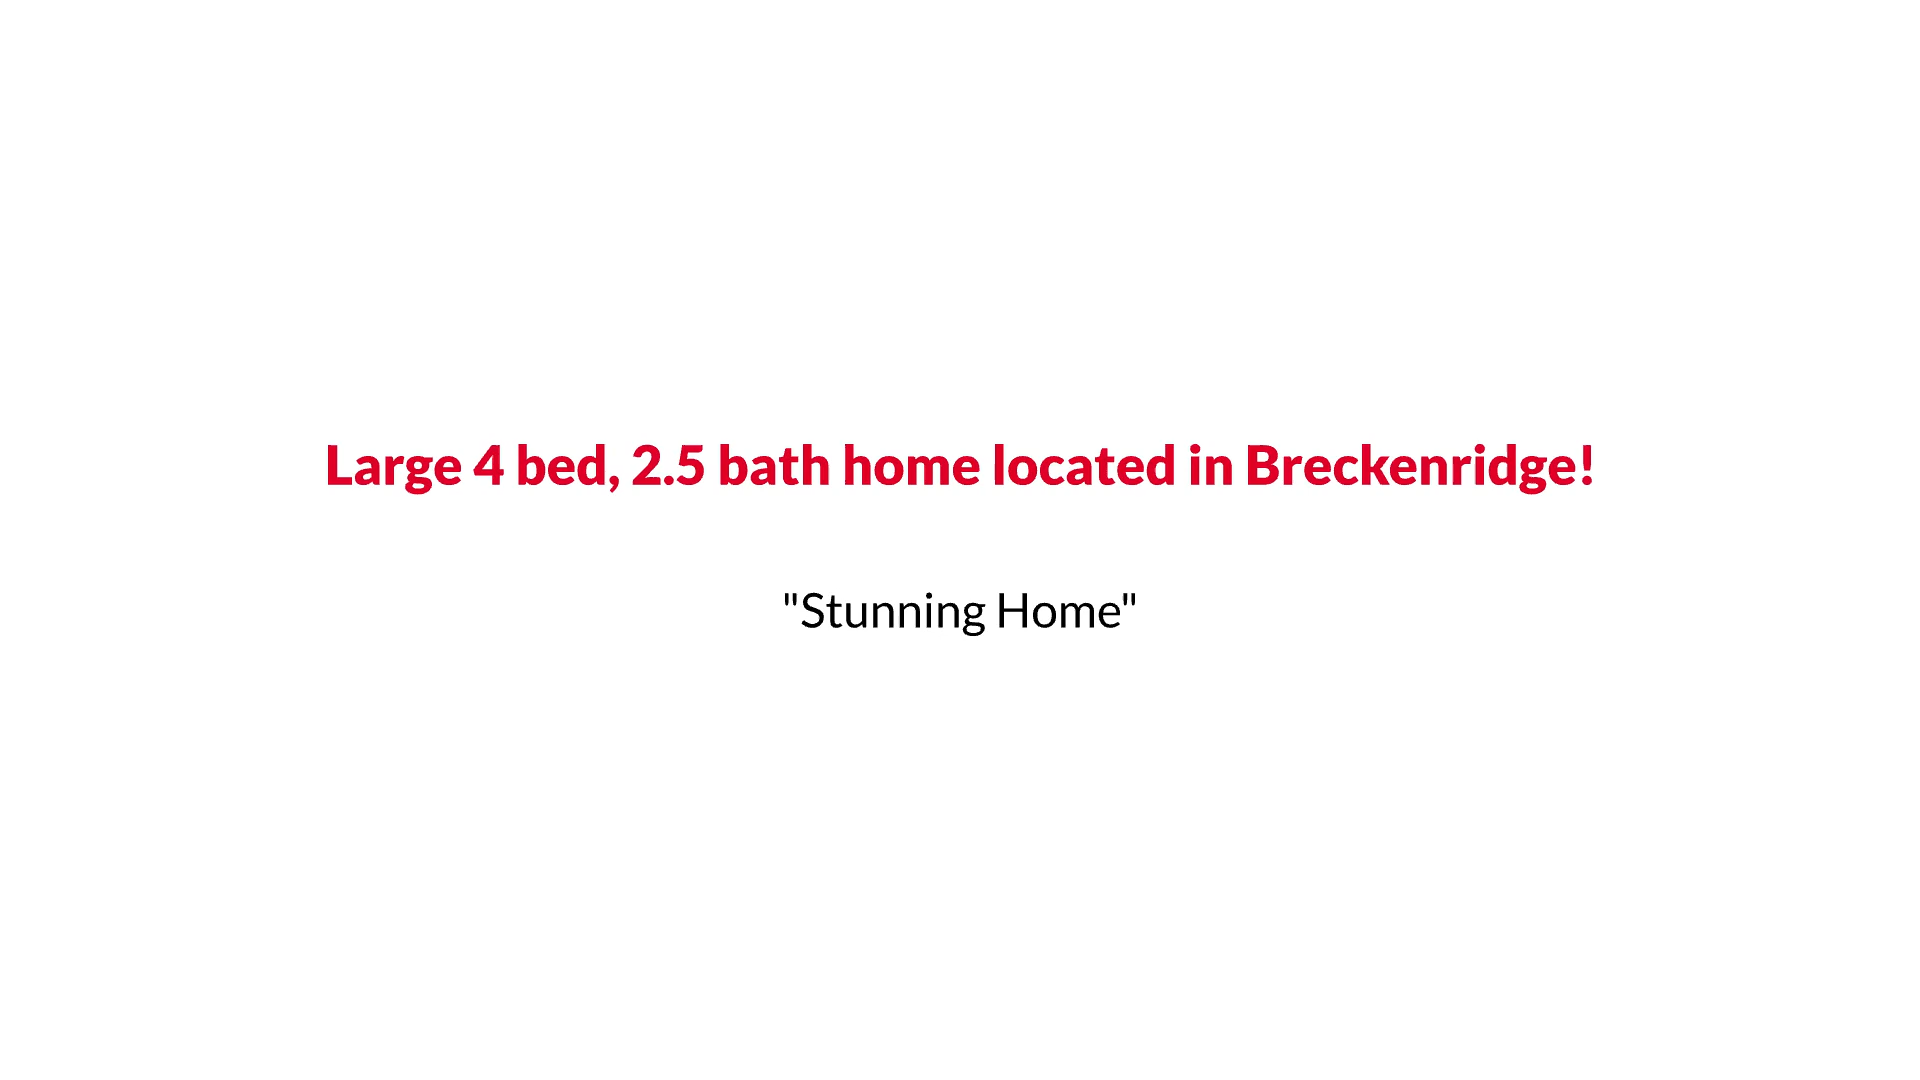 Large 4 bed, 2.5 bath home located in Breckenridge!
"Stunning Home"